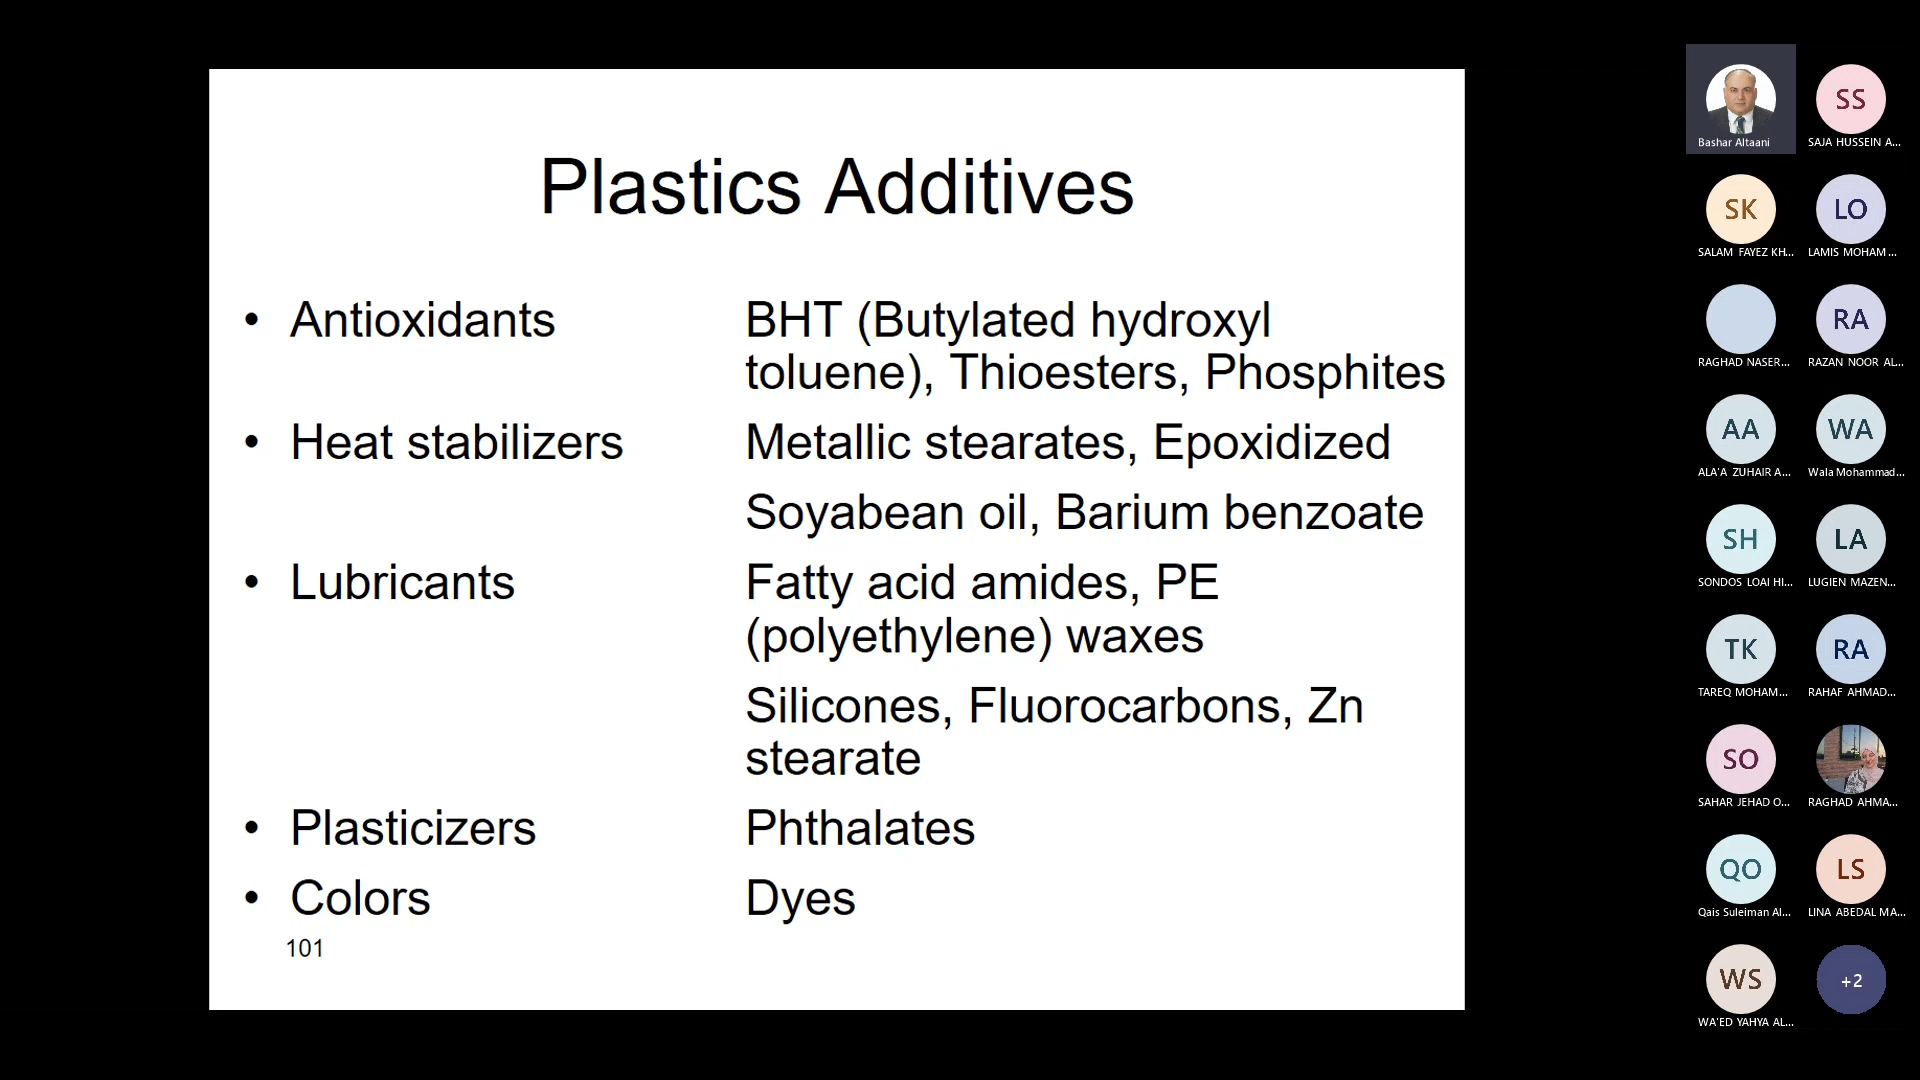 Plastics Additives
• Antioxidants BHT (Butylated hydroxyl
toluene), Thioesters, Phosphites
• Heat stabilizers Metallic stearates, Epoxidized
Soyabean oil, Barium benzoate
• Lubricants Fatty acid amides, PE
(polyethylene) waxes
Silicones, Fluorocarbons, Zn
stearate
• Plasticizers Phthalates
• Colors Dyes
101
Bashar Altaani
SS
SAJA HUSSEIN A...
SK
SALAM FAYEZ KH...
LO
LAMIS MOHAM...
RAGHAD NASER...
RA
RAZAN NOOR AL...
AA
ALA'A ZUHAIR A...
WA
Wala Mohammad...
SH
SONDOS LOAI HI...
LA
LUGIEN MAZEN...
TK
TAREQ MOHAM...
RA
RAHAF AHMAD...
SO
SAHAR JEHAD O...
RAGHAD AHMA...
QO
Qais Suleiman Al...
LS
LINA ABEDAL MA...
WS
WA'ED YAHYA AL...
+2